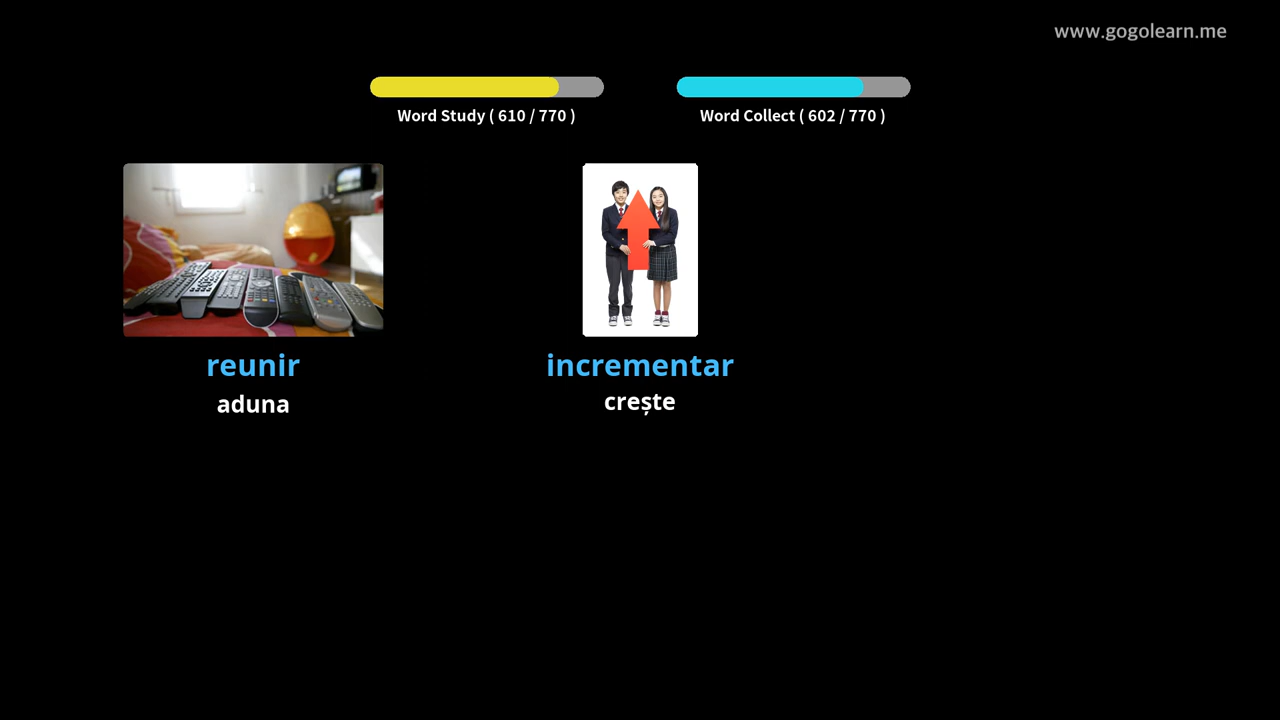 www.gogolearn.me
Word Study ( 610 / 770 )
Word Collect ( 602 / 770 )
reunir
aduna
incrementar
crește